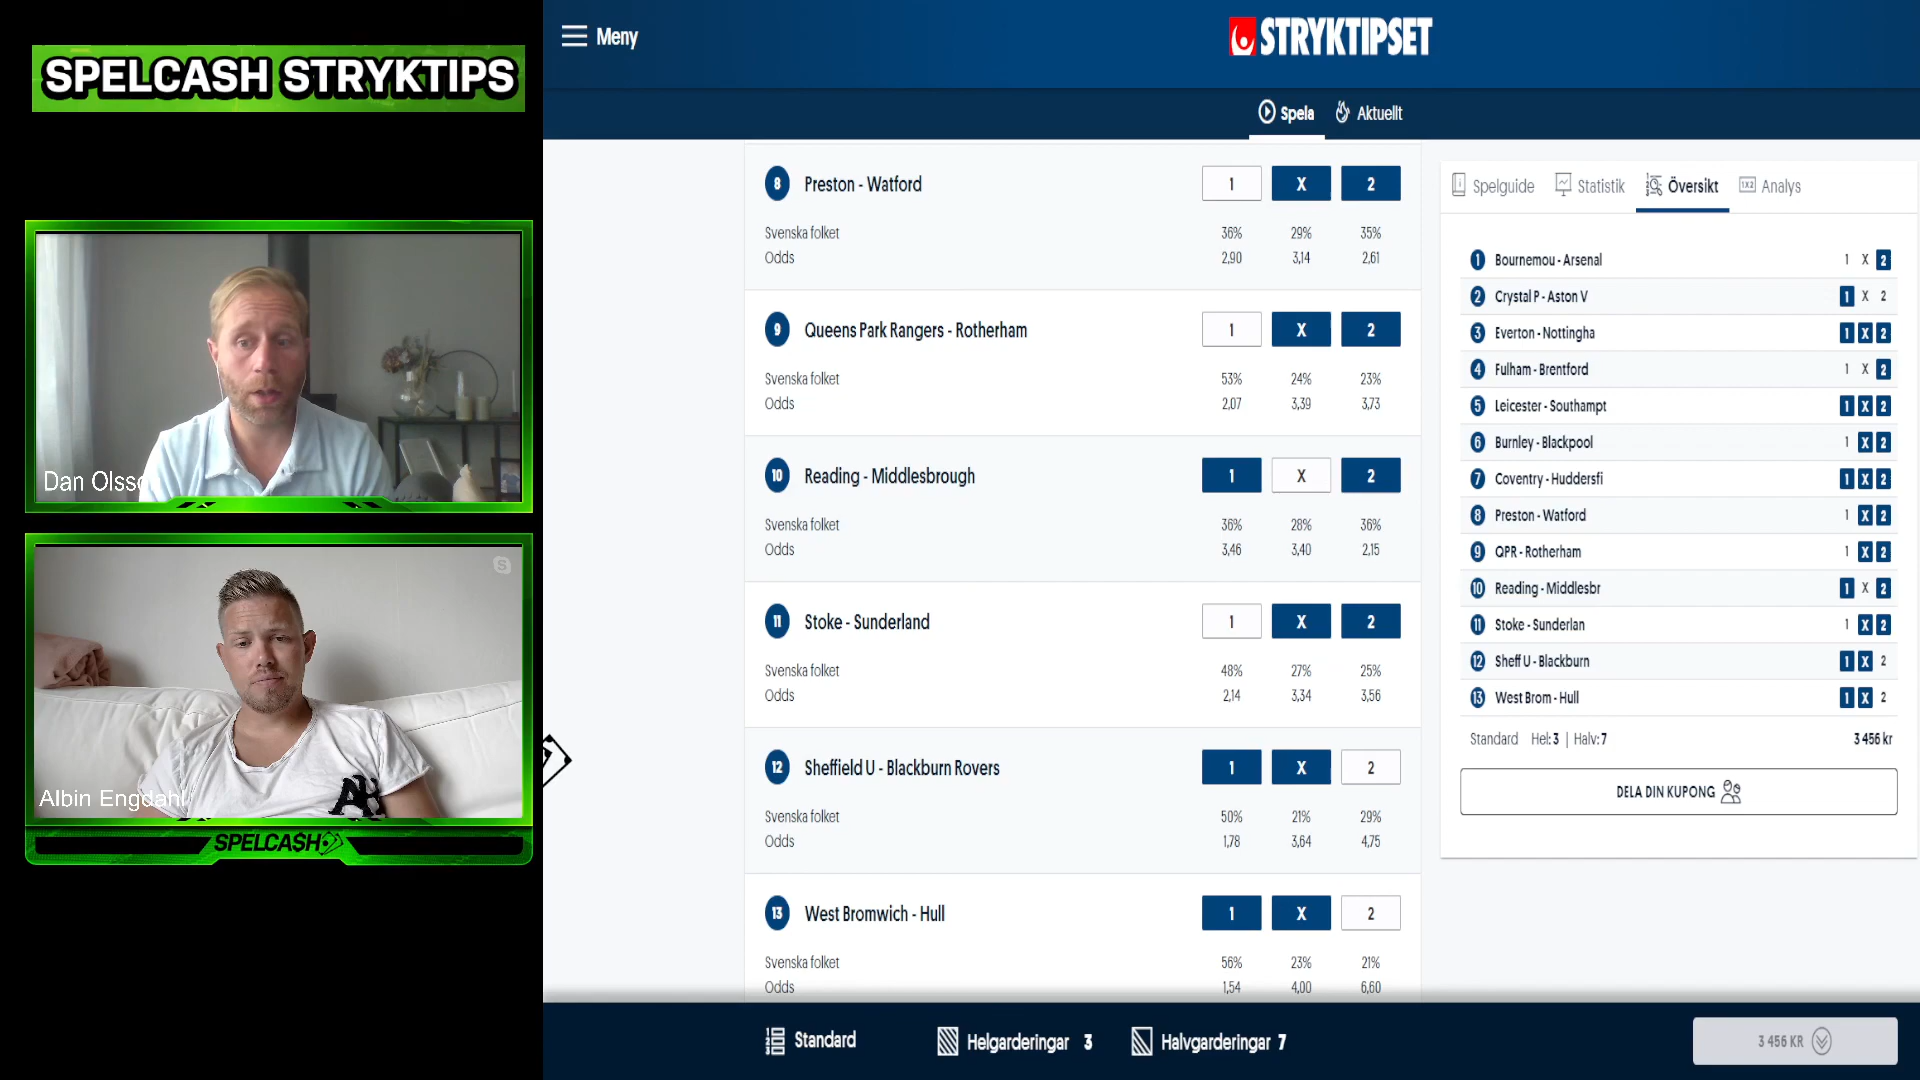 SPELCASH STRYKTIPS
Dan Olsso
Albin Engdahl
SPELCASH
Meny
STRYKTIPSET
Spela
Aktuellt
8 Preston - Watford 1 X 2
Svenska folket 36% 29% 35%
Odds 2,90 3,14 2,61
9 Queens Park Rangers - Rotherham 1 X 2
Svenska folket 53% 24% 23%
Odds 2,07 3,39 3,73
10 Reading - Middlesbrough 1 X 2
Svenska folket 36% 28% 36%
Odds 3,46 3,40 2,15
11 Stoke - Sunderland 1 X 2
Svenska folket 48% 27% 25%
Odds 2,14 3,34 3,56
12 Sheffield U - Blackburn Rovers 1 X 2
Svenska folket 50% 21% 29%
Odds 1,78 3,64 4,75
13 West Bromwich - Hull 1 X 2
Svenska folket 56% 23% 21%
Odds 1,54 4,00 6,60
Spelguide Statistik Översikt Analys
1 Bournemou - Arsenal 1 X 2
2 Crystal P - Aston V 1 X 2
3 Everton - Nottingha 1 X 2
4 Fulham - Brentford 1 X 2
5 Leicester - Southampt 1 X 2
6 Burnley - Blackpool 1 X 2
7 Coventry - Huddersfi 1 X 2
8 Preston - Watford 1 X 2
9 QPR - Rotherham 1 X 2
10 Reading - Middlesbr 1 X 2
11 Stoke - Sunderlan 1 X 2
12 Sheff U - Blackburn 1 X 2
13 West Brom - Hull 1 X 2
Standard Hel: 3 | Halv: 7 3 456 kr
DELA DIN KUPONG
Standard Helgarderingar 3 Halvgarderingar 7
3 456 KR